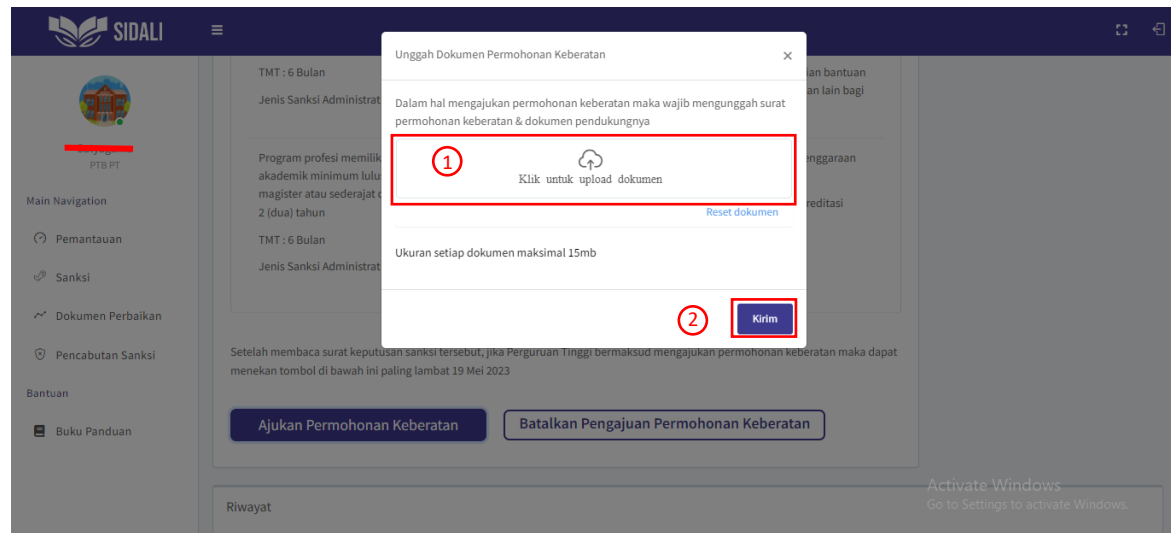 SIDALI
PTB PT
Main Navigation
Pemantauan
Sanksi
Dokumen Perbaikan
Pencabutan Sanksi
Bantuan
Buku Panduan
TMT : 6 Bulan
Jenis Sanksi Administrat
ian bantuan
an lain bagi
Program profesi memilik
akademik minimum lulu
magister atau sederajat
2 (dua) tahun
enggaraan
reditasi
TMT : 6 Bulan
Jenis Sanksi Administrat
Unggah Dokumen Permohonan Keberatan
×
Dalam hal mengajukan permohonan keberatan maka wajib mengunggah surat
permohonan keberatan & dokumen pendukungnya
1
Klik untuk upload dokumen
Reset dokumen
Ukuran setiap dokumen maksimal 15mb
2
Kirim
Setelah membaca surat keputusan sanksi tersebut, jika Perguruan Tinggi bermaksud mengajukan permohonan keberatan maka dapat
menekan tombol di bawah ini paling lambat 19 Mei 2023
Ajukan Permohonan Keberatan
Batalkan Pengajuan Permohonan Keberatan
Riwayat
Activate Windows
Go to Settings to activate Windows.